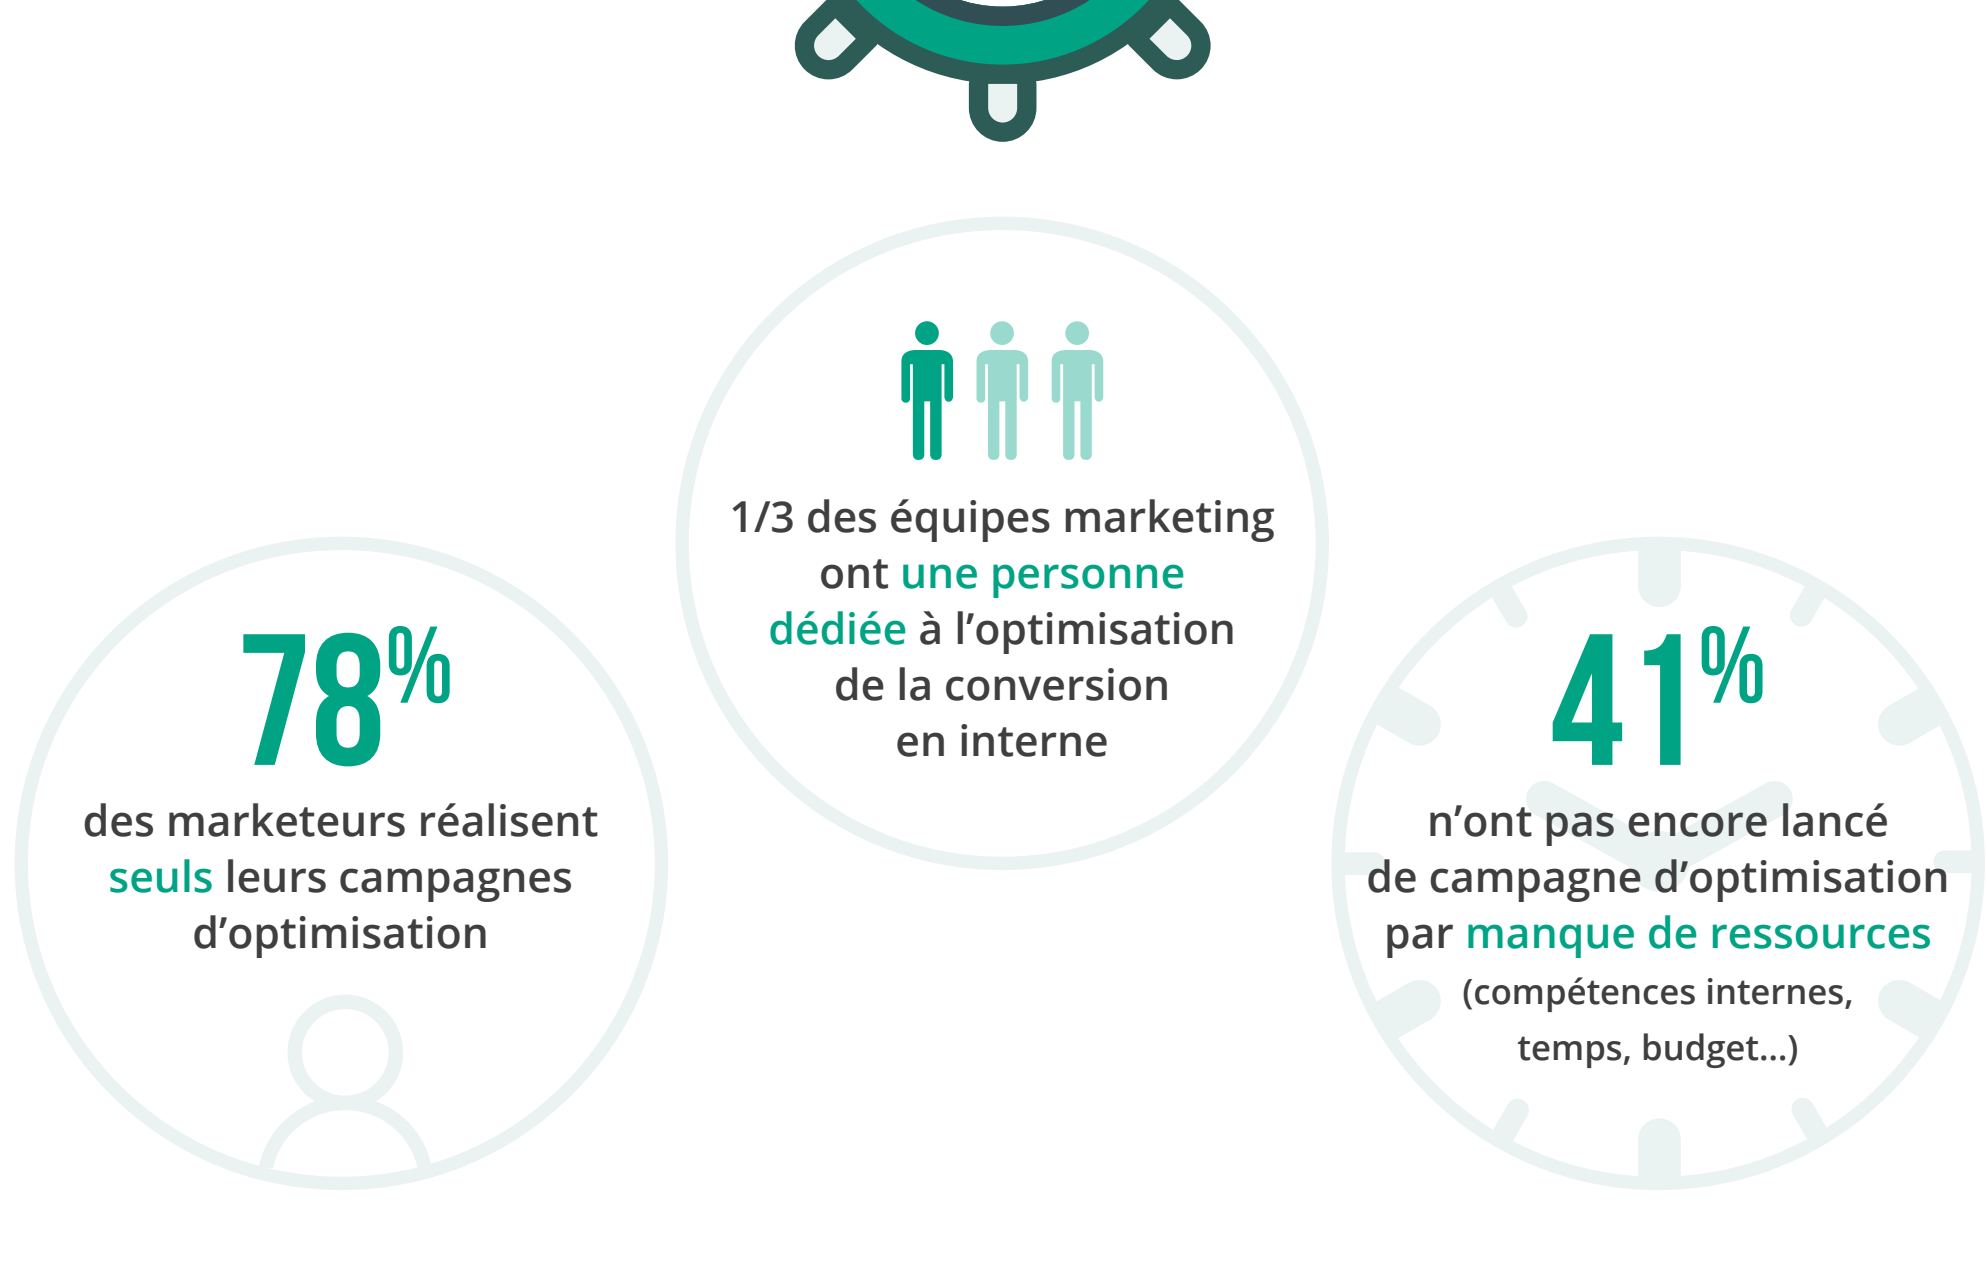 78%
des marketeurs réalisent
seuls leurs campagnes
d’optimisation
1/3 des équipes marketing
ont une personne
dédiée à l’optimisation
de la conversion
en interne
41%
n’ont pas encore lancé
de campagne d’optimisation
par manque de ressources
(compétences internes,
temps, budget...)